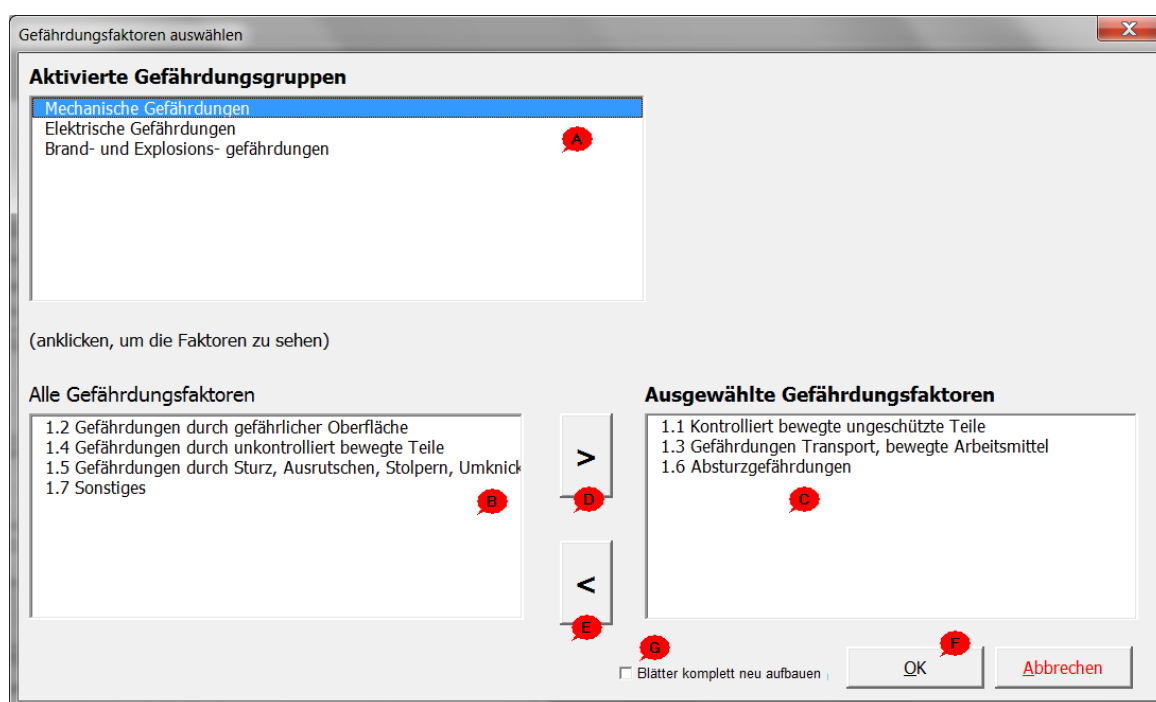 Gefährdungsfaktoren auswählen
X
Aktivierte Gefährdungsgruppen
Mechanische Gefährdungen
Elektrische Gefährdungen
A
Brand- und Explosions- gefährdungen
(anklicken, um die Faktoren zu sehen)
Alle Gefährdungsfaktoren
1.2 Gefährdungen durch gefährlicher Oberfläche
1.4 Gefährdungen durch unkontrolliert bewegte Teile
1.5 Gefährdungen durch Sturz, Ausrutschen, Stolpern, Umknick
1.7 Sonstiges
B
>
D
<
E
Ausgewählte Gefährdungsfaktoren
1.1 Kontrolliert bewegte ungeschützte Teile
1.3 Gefährdungen Transport, bewegte Arbeitsmittel
1.6 Absturzgefährdungen
C
G
Blätter komplett neu aufbauen
F
OK
Abbrechen